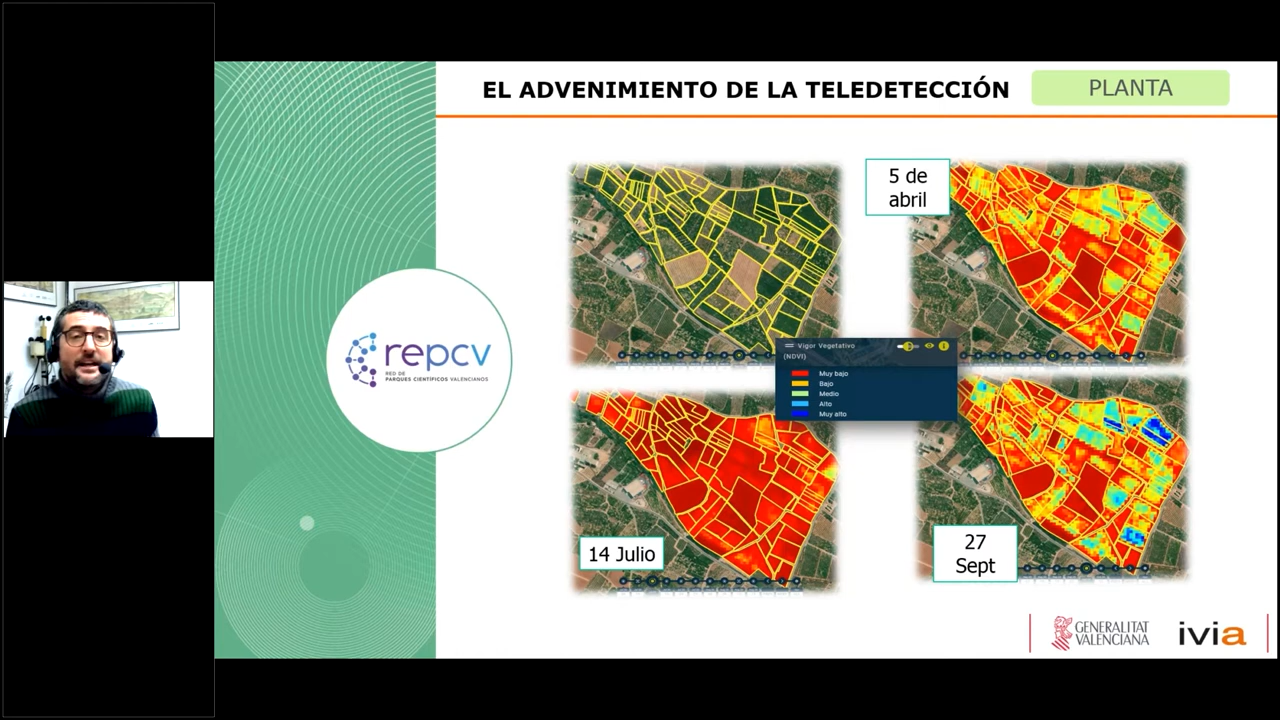 EL ADVENIMIENTO DE LA TELEDETECCIÓN
PLANTA
5 de
abril
repcv
RED DE
PARQUES CIENTÍFICOS VALENCIANOS
Vigor Vegetativo
(NDVI)
Muy bajo
Bajo
Medio
Alto
Muy alto
14 Julio
27
Sept
GENERALITAT
VALENCIANA
ivia